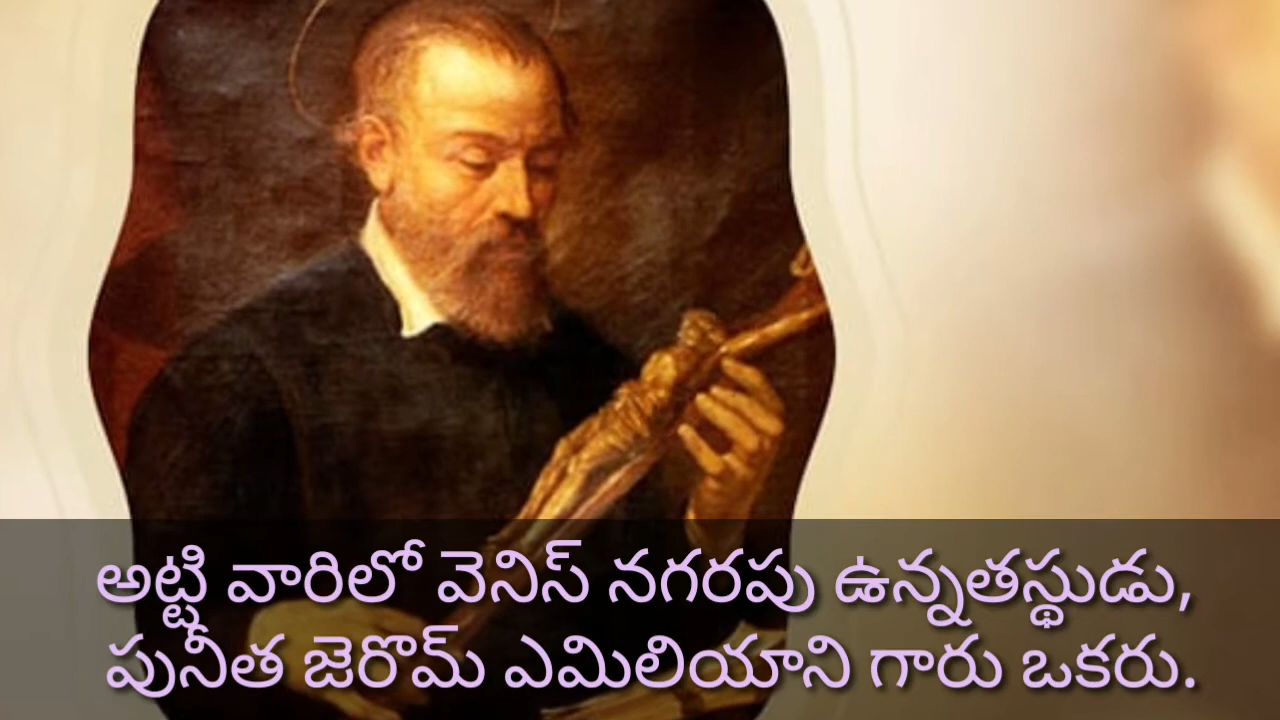 అట్టి వారిలో వెనిస్ నగరపు ఉన్నతస్థుడు,
పునీత జెరొమ్ ఎమిలియాని గారు ఒకరు.